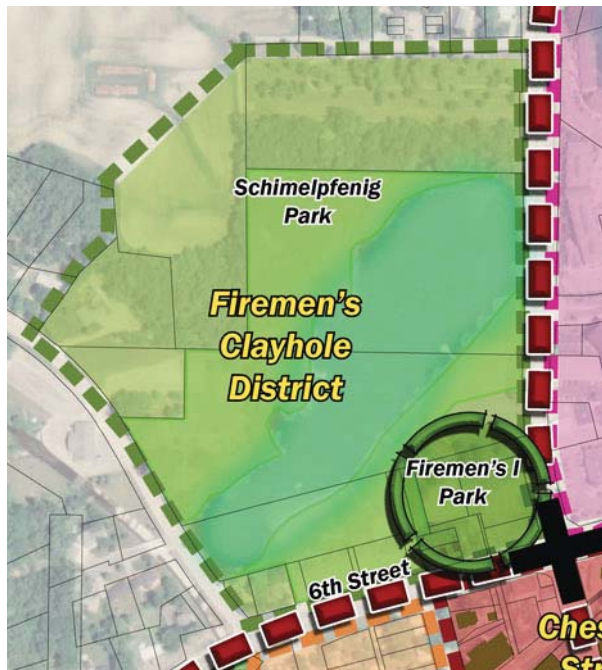 Schimelpfenig
Park
Firemen's
Clayhole
District
Firemen's I
Park
6th Street